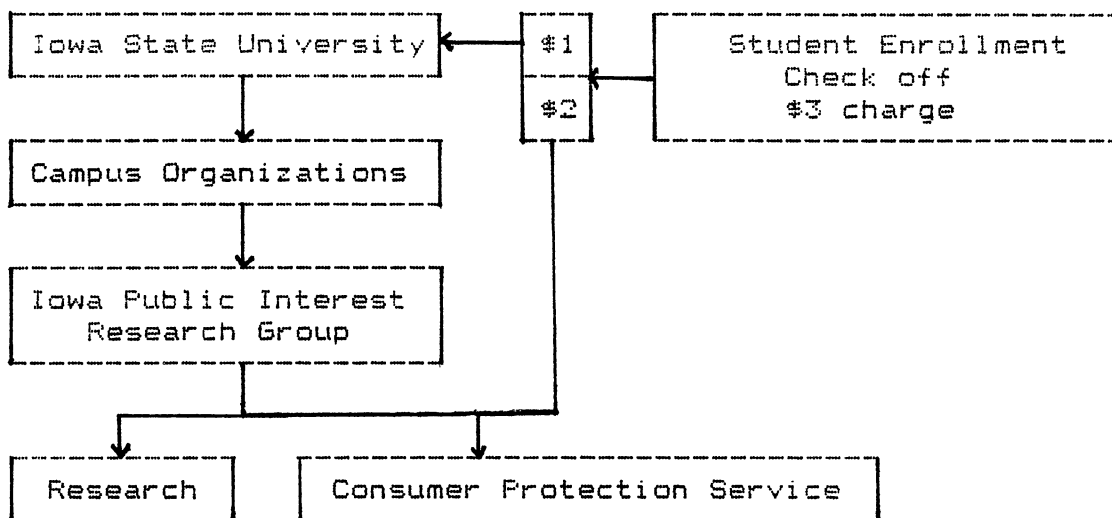 Iowa State University
$1
$2
Student Enrollment
Check off
$3 charge
Campus Organizations
Iowa Public Interest
Research Group
Research
Consumer Protection Service